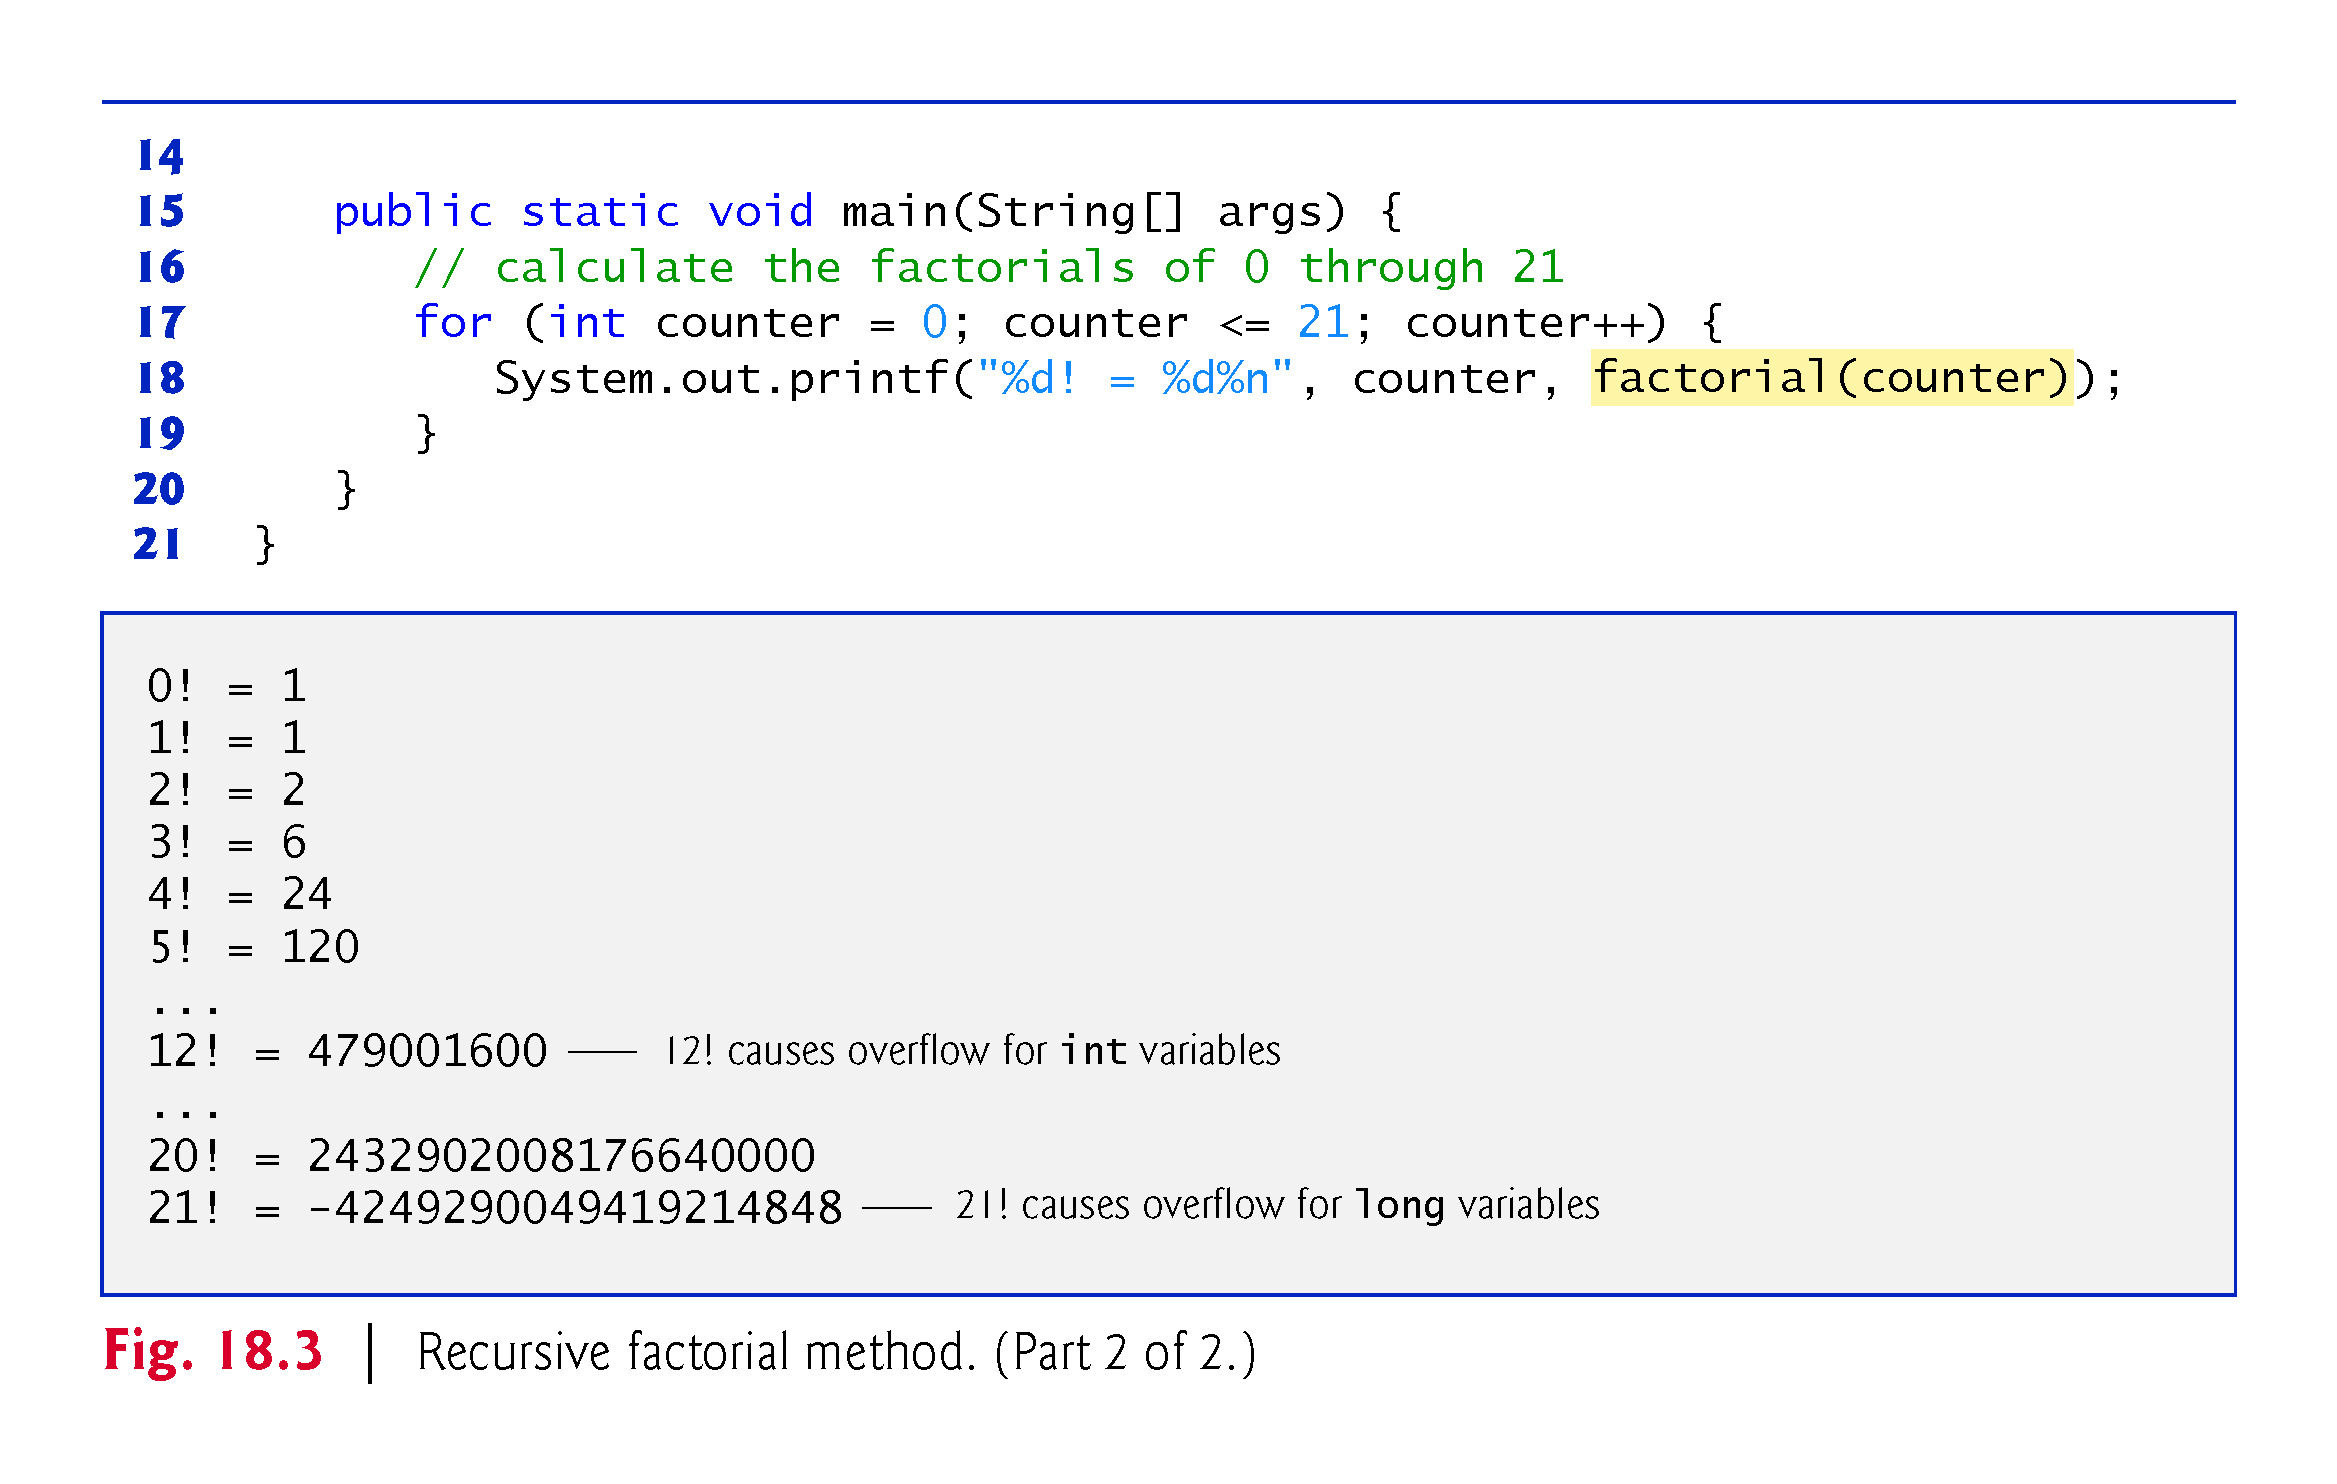 14
15 public static void main(String[] args) {
16 // calculate the factorials of 0 through 21
17 for (int counter = 0; counter <= 21; counter++) {
18 System.out.printf("%d! = %d%n", counter, factorial(counter));
19 }
20 }
21 }
0! = 1
1! = 1
2! = 2
3! = 6
4! = 24
5! = 120
...
12! = 479001600 — 12! causes overflow for int variables
...
20! = 2432902008176640000
21! = -4249290049419214848 — 21! causes overflow for long variables
Fig. 18.3 | Recursive factorial method. (Part 2 of 2.)